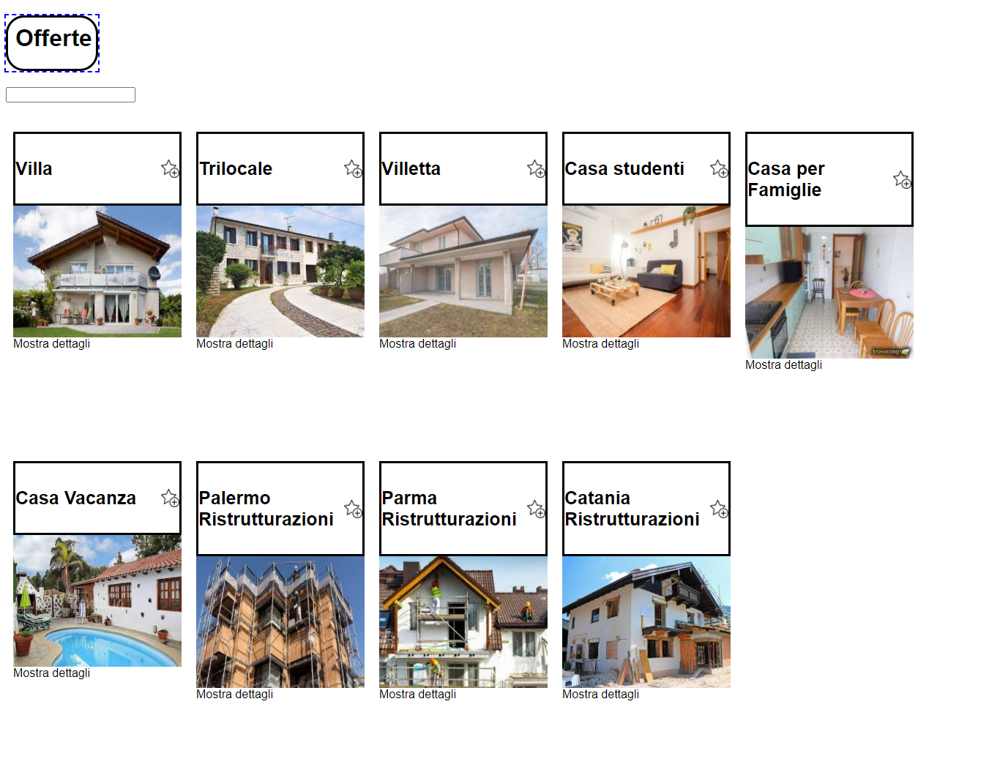 Offerte
Villa
Trilocale
Villetta
Casa studenti
Casa per
Famiglie
trovacasa
Mostra dettagli
Mostra dettagli
Mostra dettagli
Mostra dettagli
Mostra dettagli
Casa Vacanza
Palermo
Ristrutturazioni
Parma
Ristrutturazioni
Catania
Ristrutturazioni
Mostra dettagli
Mostra dettagli
Mostra dettagli
Mostra dettagli